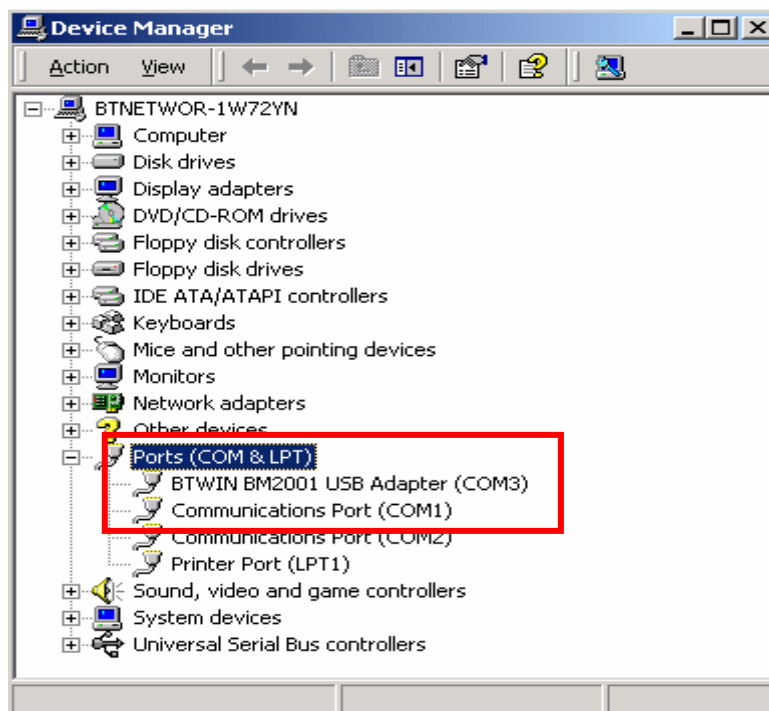 Device Manager
Action View
BTNETWOR-1W72YN
Computer
Disk drives
Display adapters
DVD/CD-ROM drives
Floppy disk controllers
Floppy disk drives
IDE ATA/ATAPI controllers
Keyboards
Mice and other pointing devices
Monitors
Network adapters
Other devices
Ports (COM & LPT)
BTWIN BM2001 USB Adapter (COM3)
Communications Port (COM1)
Communications Port (COM2)
Printer Port (LPT1)
Sound, video and game controllers
System devices
Universal Serial Bus controllers